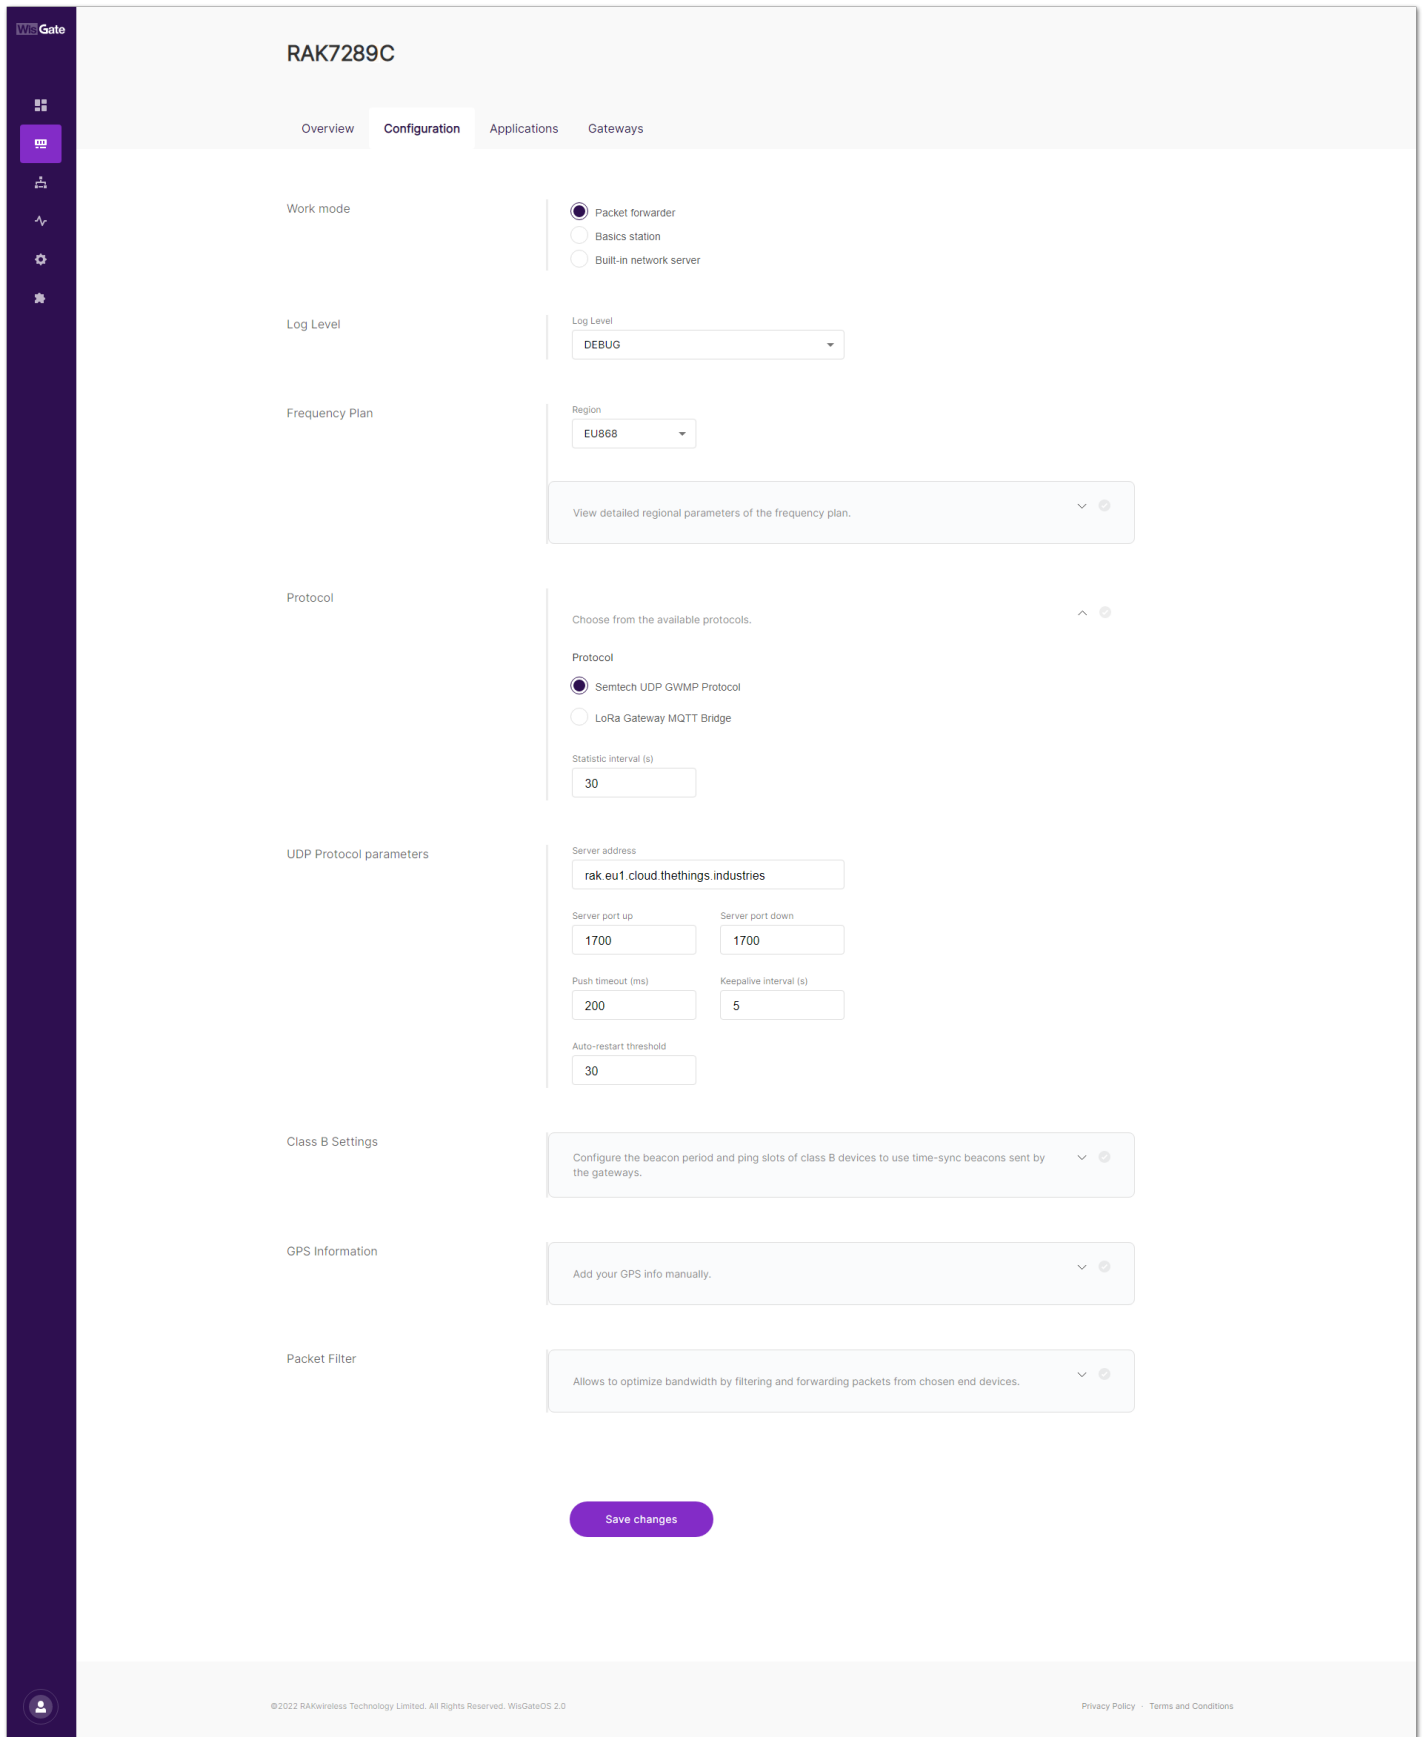 WisGate
RAK7289C
Overview Configuration Applications Gateways
Work mode
Packet forwarder
Basics station
Built-in network server
Log Level
Log Level
DEBUG
Frequency Plan
Region
EU868
View detailed regional parameters of the frequency plan.
Protocol
Choose from the available protocols.
Protocol
Semtech UDP GWMP Protocol
LoRa Gateway MQTT Bridge
Statistic interval (s)
30
UDP Protocol parameters
Server address
rak.eu1.cloud.thethings.industries
Server port up Server port down
1700 1700
Push timeout (ms) Keepalive interval (s)
200 5
Auto-restart threshold
30
Class B Settings
Configure the beacon period and ping slots of class B devices to use time-sync beacons sent by
the gateways.
GPS Information
Add your GPS info manually.
Packet Filter
Allows to optimize bandwidth by filtering and forwarding packets from chosen end devices.
Save changes
©2022 RAKwireless Technology Limited. All Rights Reserved. WisGateOS 2.0 Privacy Policy · Terms and Conditions